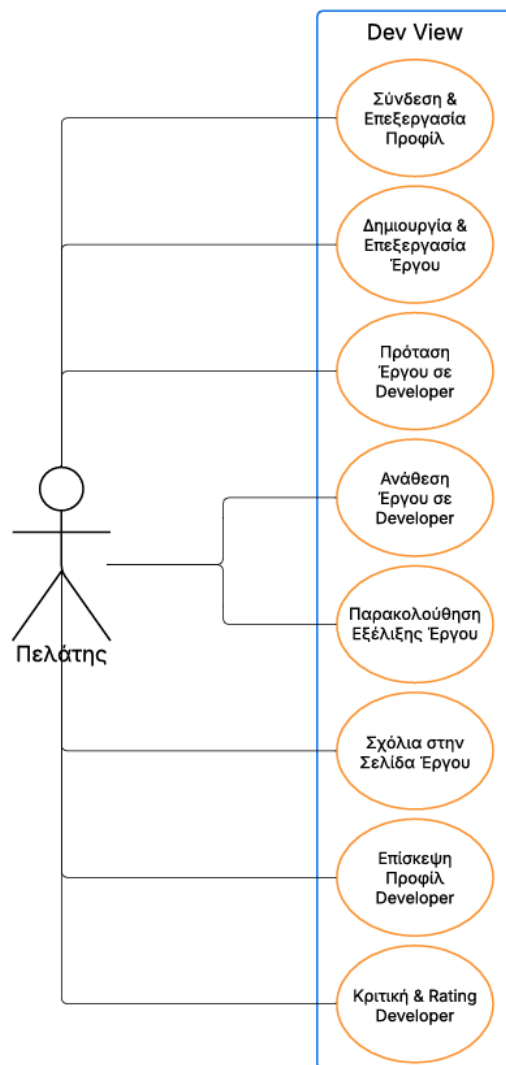 Dev View
Σύνδεση &
Επεξεργασία
Προφίλ
Δημιουργία &
Επεξεργασία
Έργου
Πρόταση
Έργου σε
Developer
Ανάθεση
Έργου σε
Developer
Παρακολούθηση
Εξέλιξης Έργου
Πελάτης
Σχόλια στην
Σελίδα Έργου
Επίσκεψη
Προφίλ
Developer
Κριτική & Rating
Developer